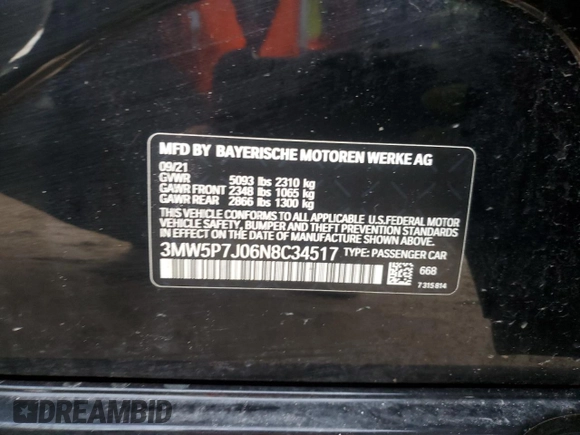 MFD BY BAYERISCHE MOTOREN WERKE AG
09/21
GVWR 5093 lbs 2310 kg
GAWR FRONT 2348 lbs 1065 kg
GAWR REAR 2866 lbs 1300 kg
THIS VEHICLE CONFORMS TO ALL APPLICABLE U.S.FEDERAL MOTOR
VEHICLE SAFETY, BUMPER, AND THEFT PREVENTION STANDARDS
IN EFFECT ON THE DATE OF MANUFACTURE SHOWN ABOVE.
3MW5P7J06N8C34517 TYPE: PASSENGER CAR
668
7 315 814
DREAMBID